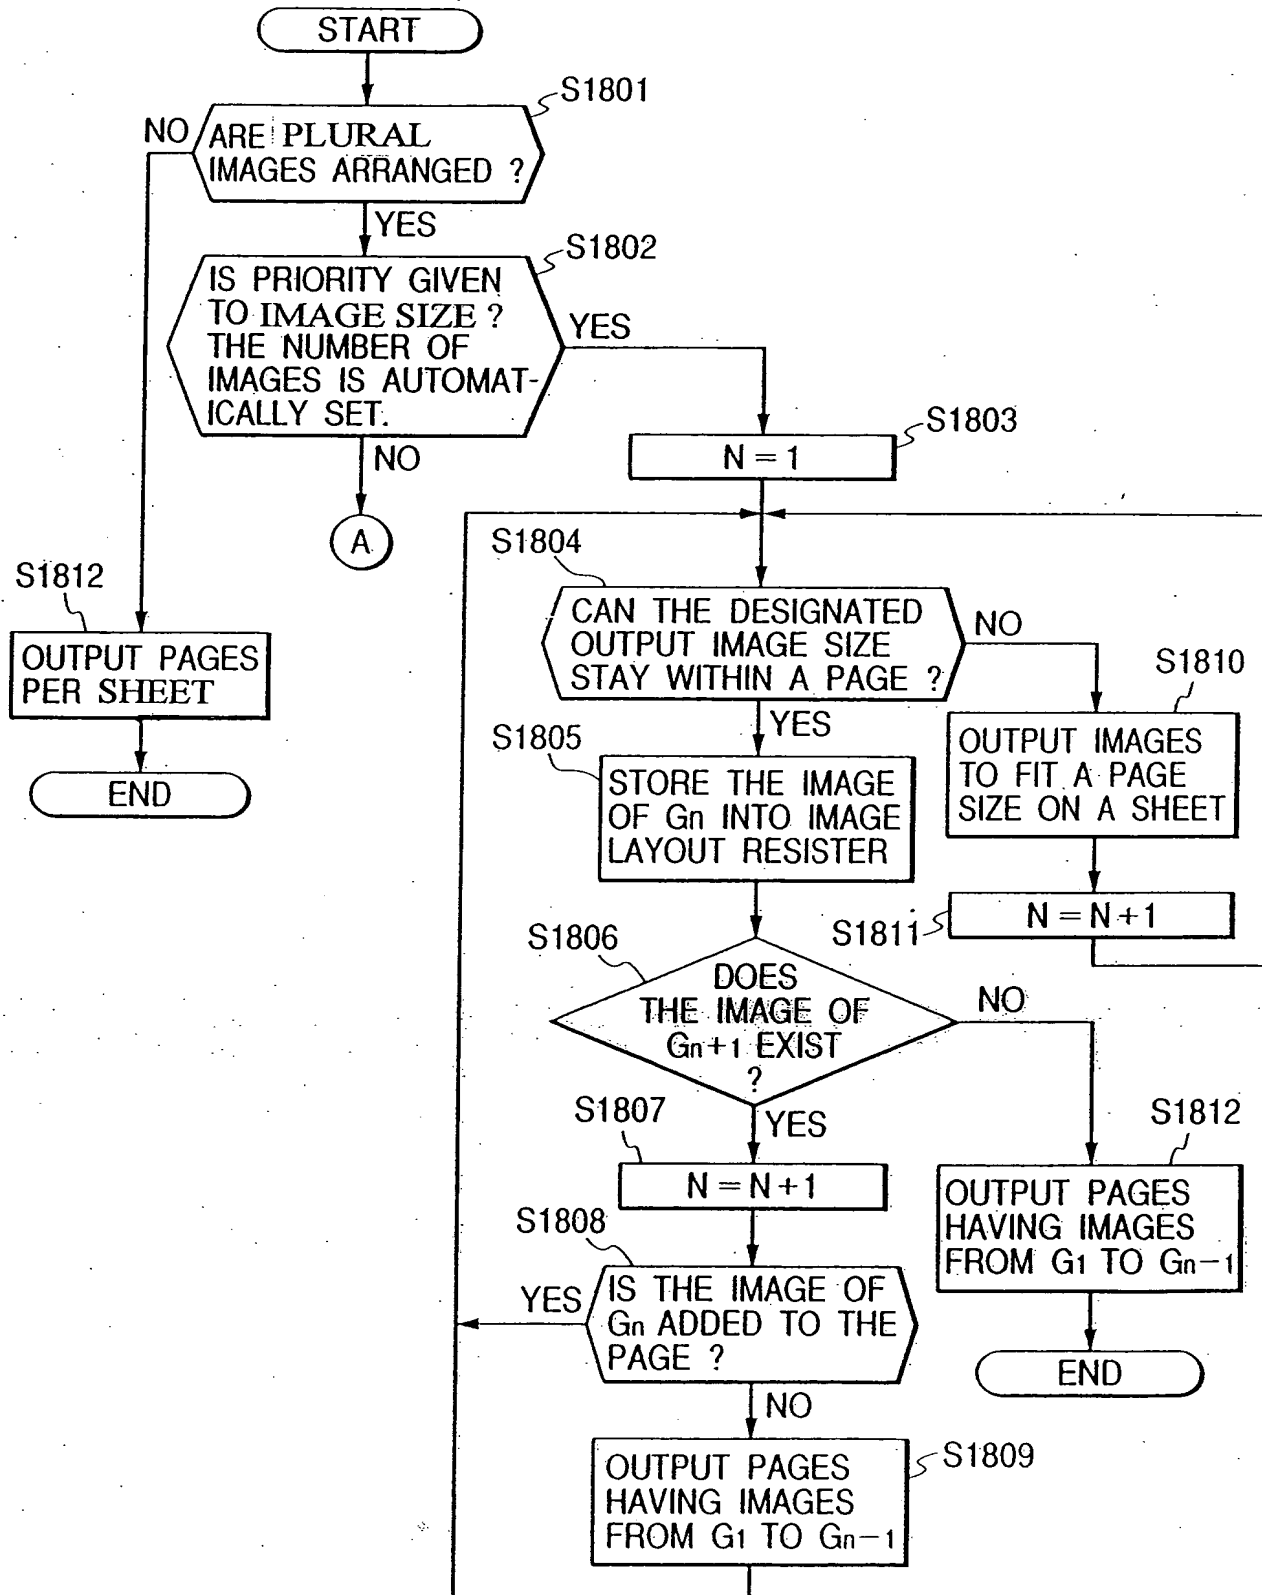 START
S1801
NO
ARE PLURAL
IMAGES ARRANGED ?
YES
S1802
IS PRIORITY GIVEN
TO IMAGE SIZE ?
THE NUMBER OF
IMAGES IS AUTOMAT-
ICALLY SET.
YES
NO
A
S1803
N = 1
S1812
OUTPUT PAGES
PER SHEET
END
S1804
CAN THE DESIGNATED
OUTPUT IMAGE SIZE
STAY WITHIN A PAGE ?
NO
YES
S1810
OUTPUT IMAGES
TO FIT A PAGE
SIZE ON A SHEET
S1805
STORE THE IMAGE
OF Gn INTO IMAGE
LAYOUT RESISTER
S1811
N = N+1
S1806
DOES
THE IMAGE OF
Gn+1 EXIST
?
NO
YES
S1807
N = N+1
S1812
OUTPUT PAGES
HAVING IMAGES
FROM G1 TO Gn-1
END
S1808
YES
IS THE IMAGE OF
Gn ADDED TO THE
PAGE ?
NO
S1809
OUTPUT PAGES
HAVING IMAGES
FROM G1 TO Gn-1